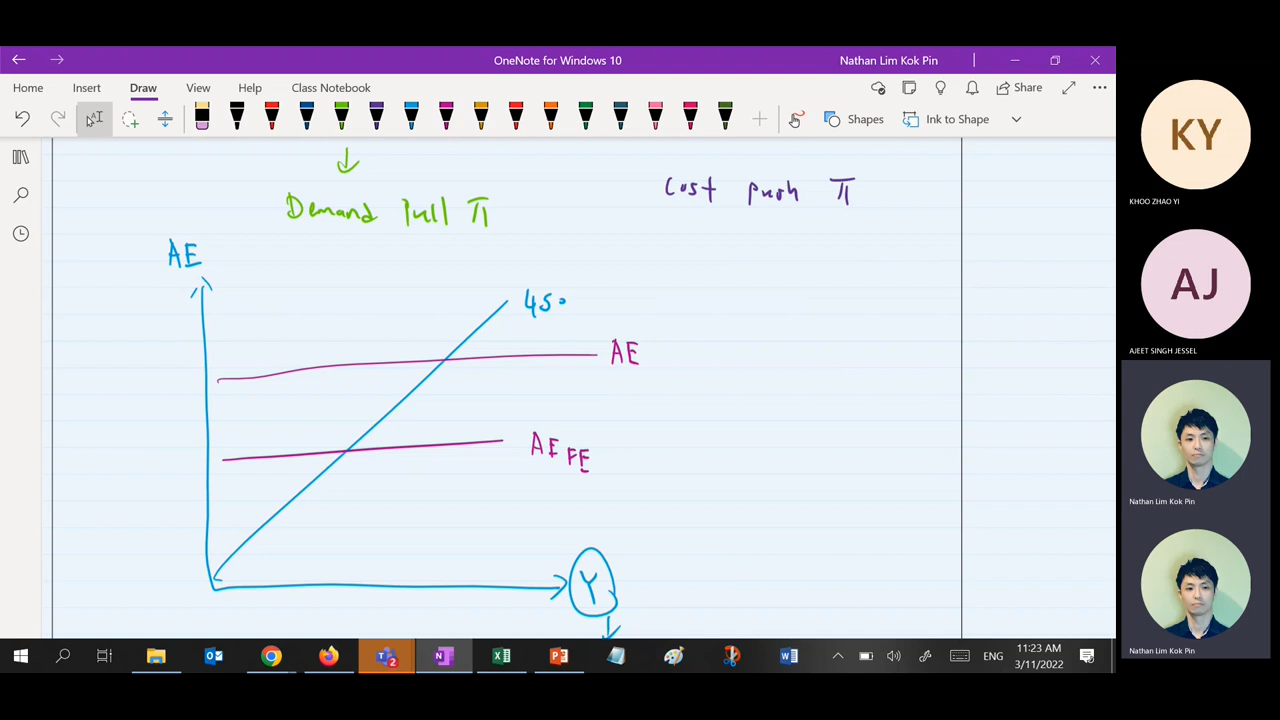 OneNote for Windows 10
Nathan Lim Kok Pin
Home Insert Draw View Help Class Notebook
Share
Shapes
Ink to Shape
Demand Pull π
Cost push π
AE
45°
AE
AE FE
Y
KY
KHOO ZHAO YI
AJ
AJEET SINGH JESSEL
Nathan Lim Kok Pin
Nathan Lim Kok Pin
2
ENG
11:23 AM
3/11/2022